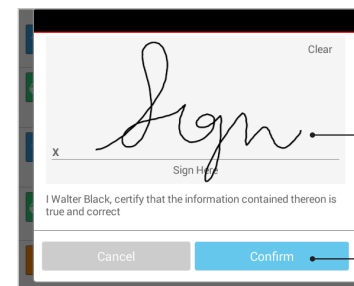 Clear
Sign
X
Sign Here
I Walter Black, certify that the information contained thereon is
true and correct
Cancel
Confirm